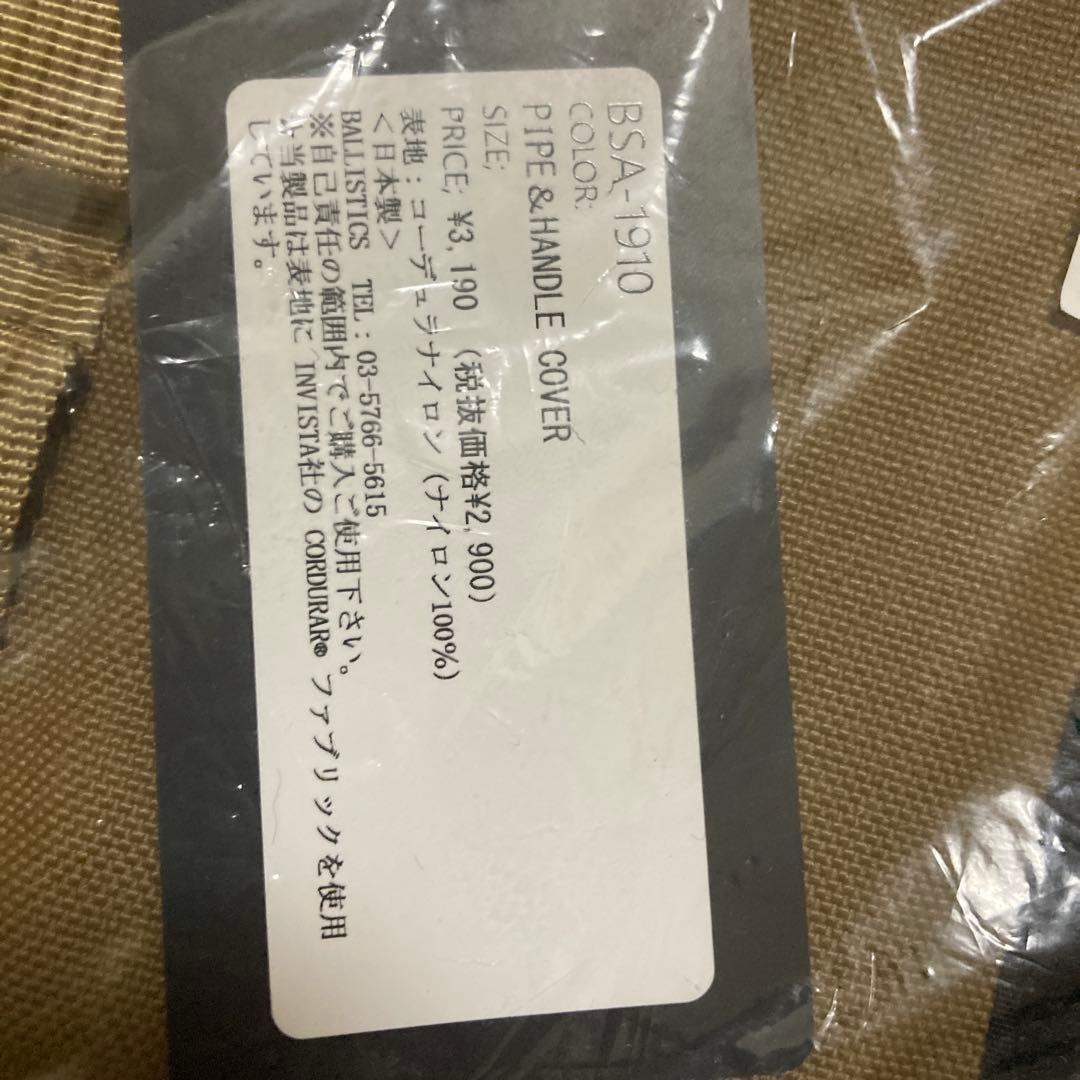 BSA-1910
COLOR:
PIPE&HANDLE COVER
SIZE;
PRICE; ¥3,190 (税抜価格¥2,900)
表地：コーデュラナイロン (ナイロン100%)
＜日本製＞
BALLISTICS TEL：03-5766-5615
※自己責任の範囲内でご購入ご使用下さい。
※当製品は表地に INVISTA社の CORDURAR® ファブリックを使用
しています。